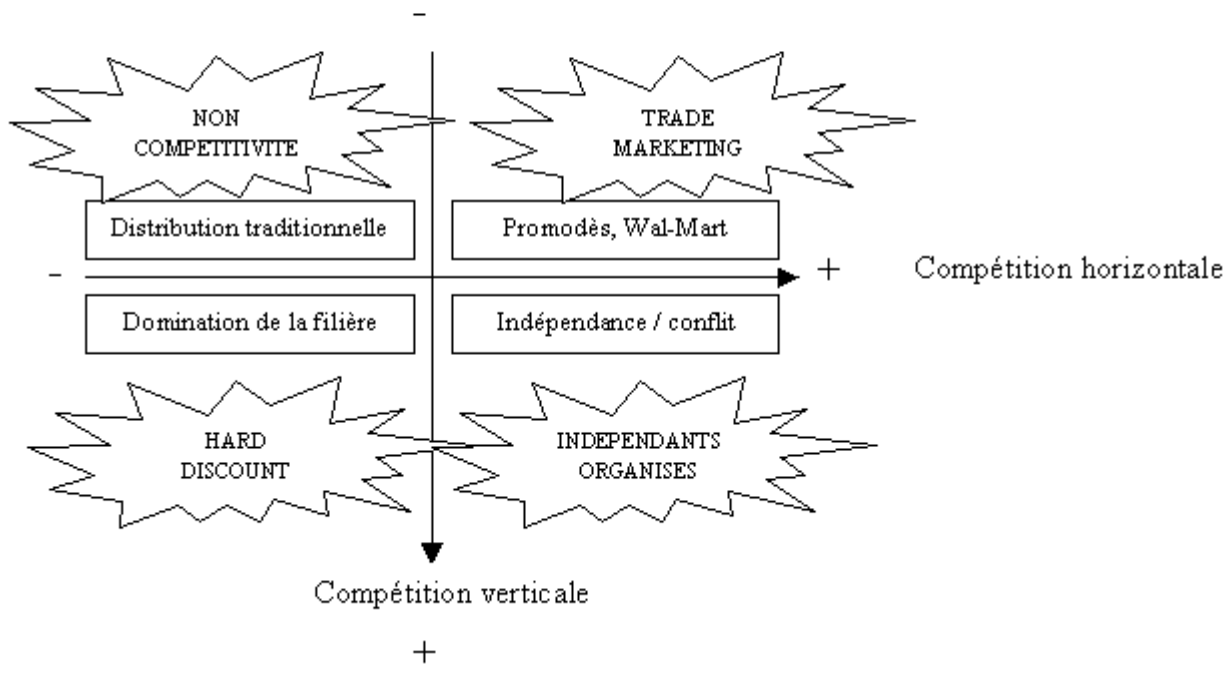 -
NON
COMPETITIVITE
TRADE
MARKETING
Distribution traditionnelle
Promodès, Wal-Mart
-
+
Compétition horizontale
Domination de la filière
Indépendance / conflit
HARD
DISCOUNT
INDEPENDANTS
ORGANISES
Compétition verticale
+